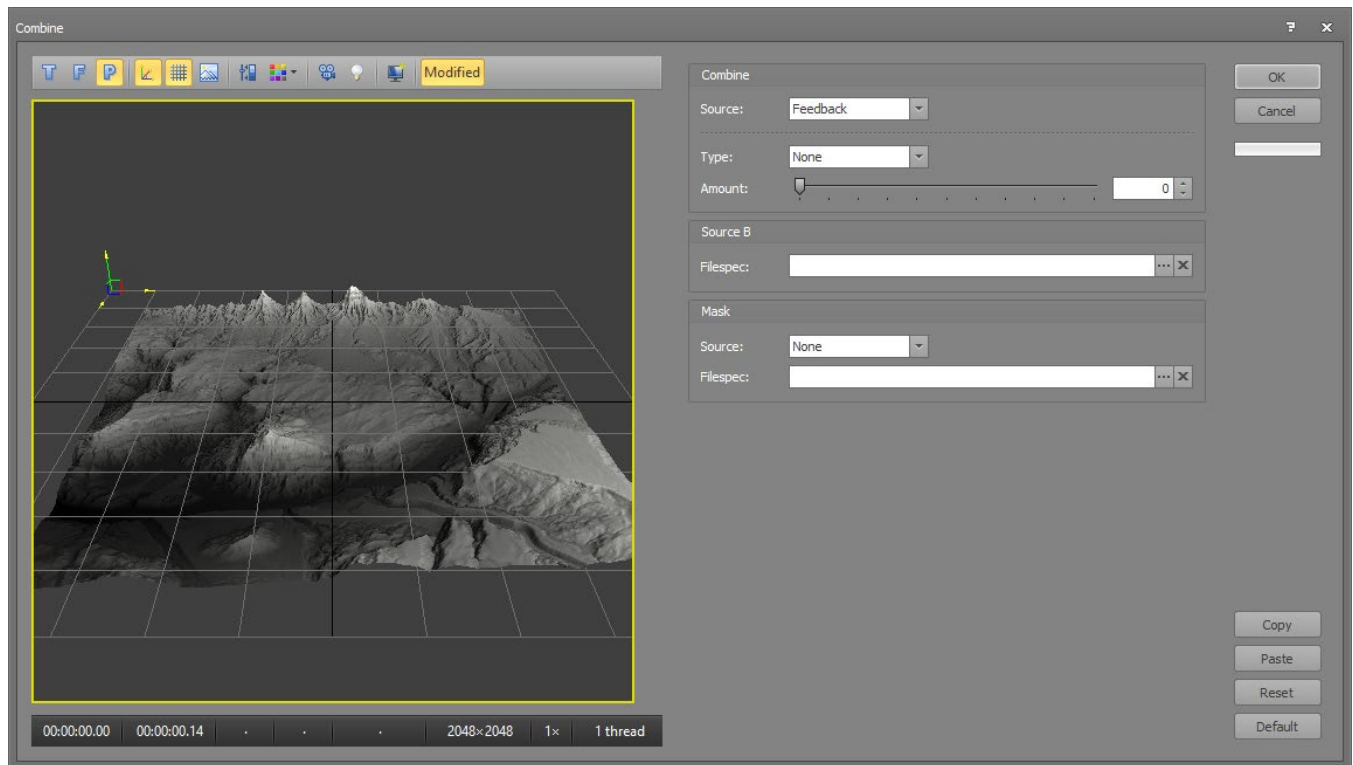 Combine
T F P Modified
Combine
Source: Feedback
Type: None
Amount: 0
Source B
Filespec:
Mask
Source: None
Filespec:
OK
Cancel
Copy
Paste
Reset
Default
00:00:00.00 00:00:00.14 . . . 2048×2048 1× 1 thread